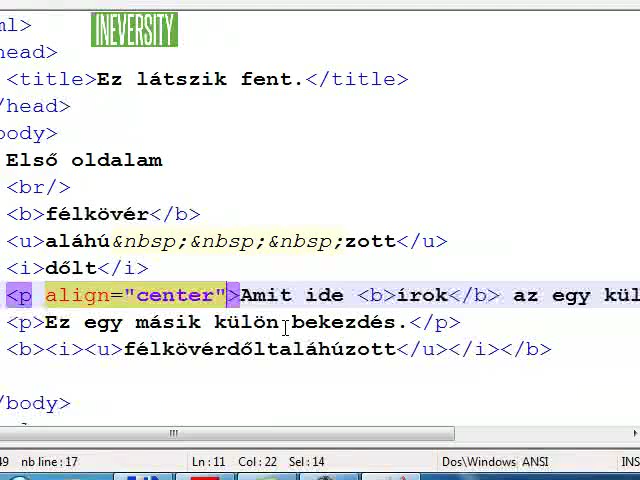 INEVERSITY
ml>
head>
<title>Ez látszik fent.</title>
/head>
body>
Első oldalam
<br/>
<b>félkövér</b>
<u>aláhú&nbsp;&nbsp;&nbsp;zott</u>
<i>dőlt</i>
<p align="center">Amit ide <b>írok</b> az egy kül
<p>Ez egy másik külön bekezdés.</p>
<b><i><u>félkövérdőltaláhúzott</u></i></b>
/body>
49 nb line : 17 Ln : 11 Col : 22 Sel : 14 Dos\Windows ANSI INS